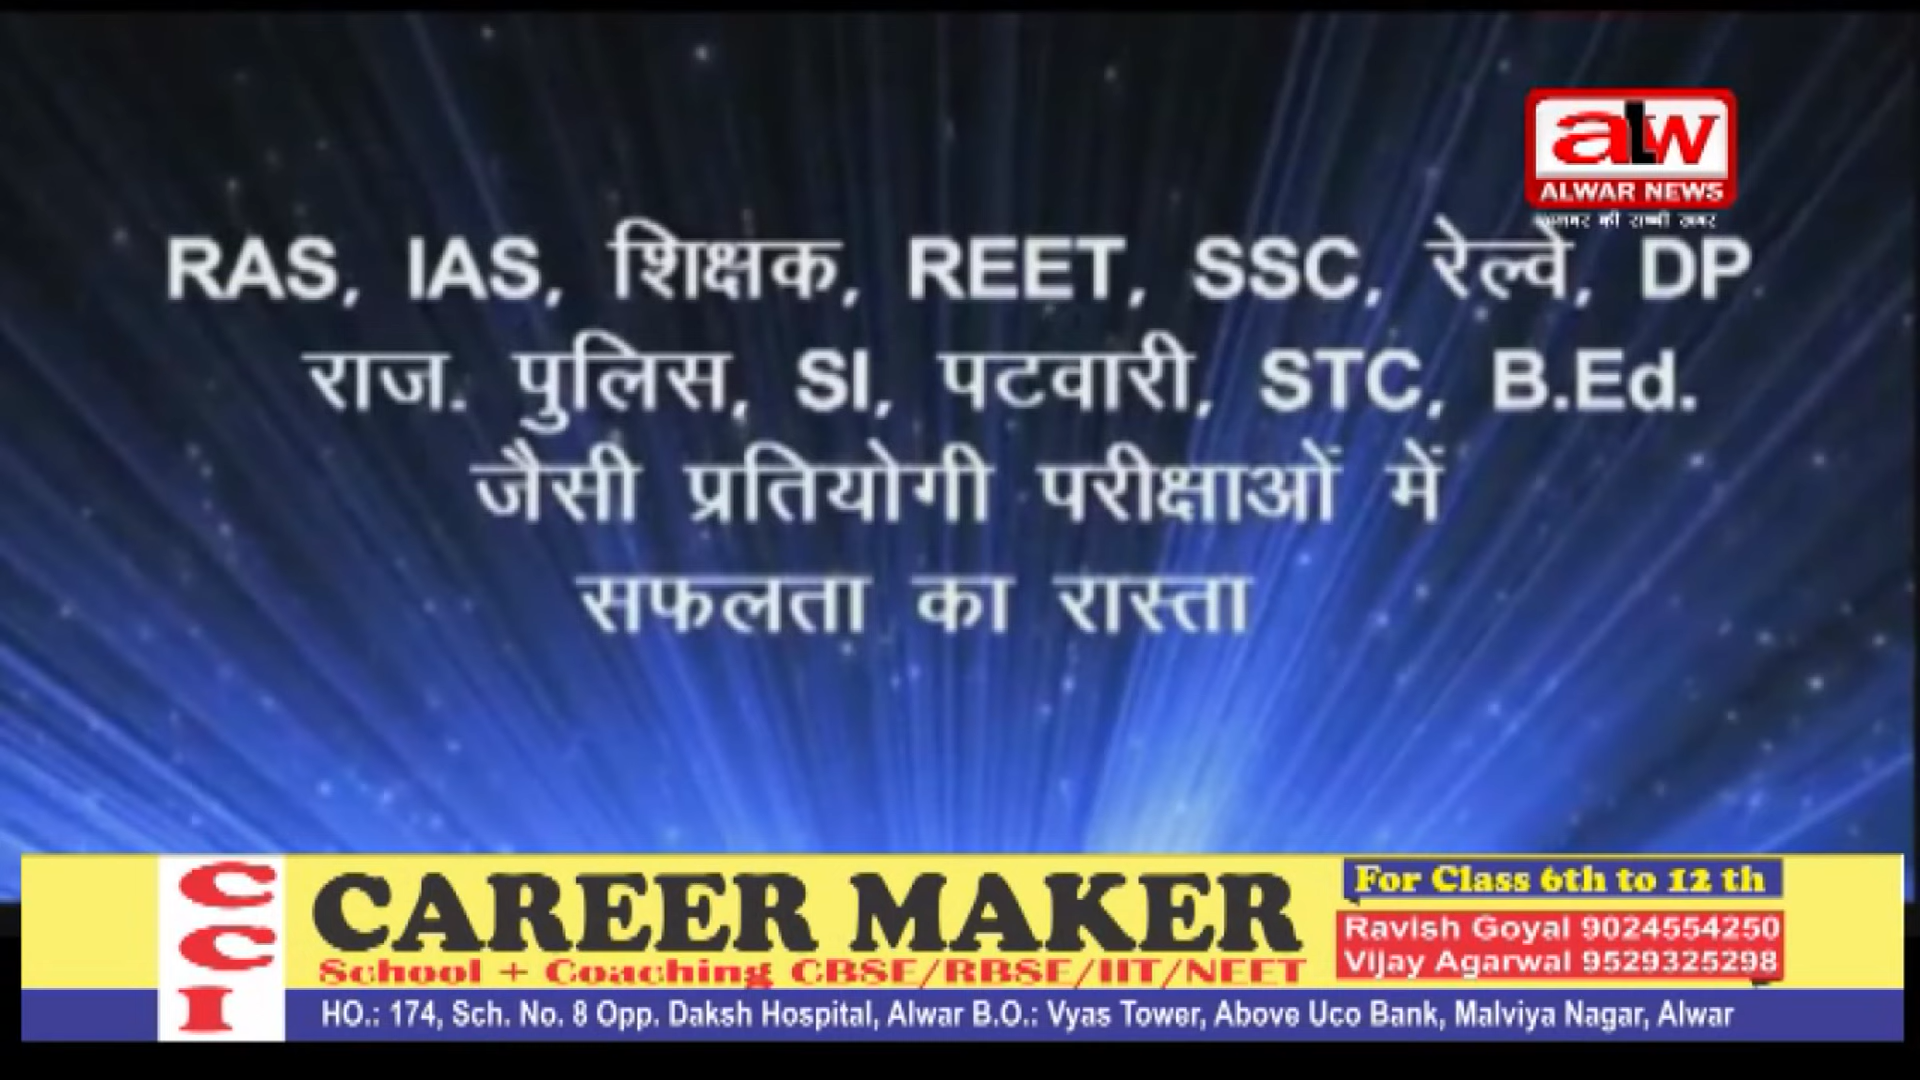 alw
ALWAR NEWS
की सच्ची खबर
RAS, IAS, शिक्षक, REET, SSC, रेल्वे, DP
राज. पुलिस, SI, पटवारी, STC, B.Ed.
जैसी प्रतियोगी परीक्षाओं में
सफलता का रास्ता
CCI
CAREER MAKER
School + Coaching CBSE/RBSE/IIT/NEET
For Class 6th to 12 th
Ravish Goyal 9024554250
Vijay Agarwal 9529325298
HO.: 174, Sch. No. 8 Opp. Daksh Hospital, Alwar B.O.: Vyas Tower, Above Uco Bank, Malviya Nagar, Alwar